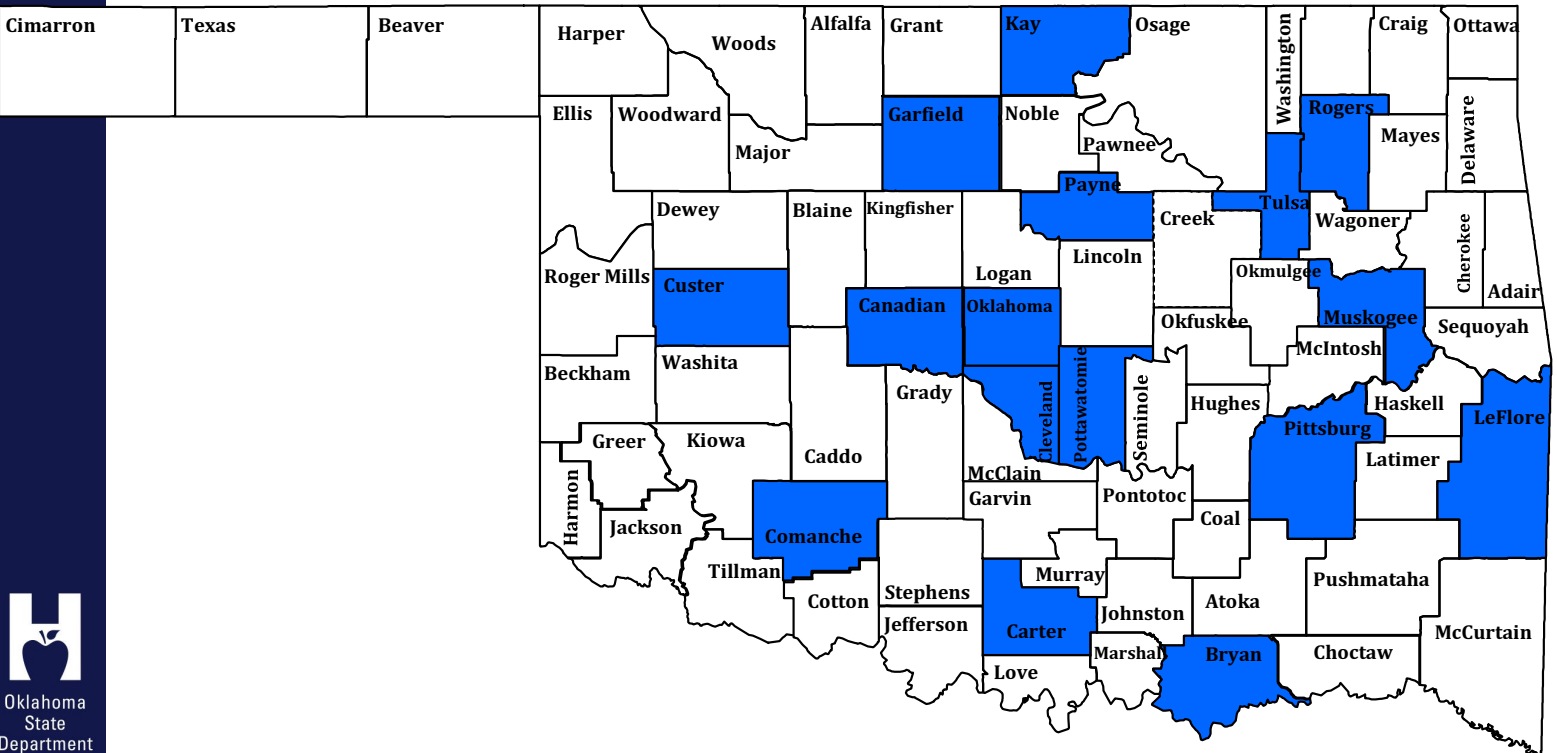 Cimarron
Texas
Beaver
Harper
Woods
Alfalfa
Grant
Kay
Osage
Washington
Craig
Ottawa
Ellis
Woodward
Major
Garfield
Noble
Pawnee
Rogers
Mayes
Delaware
Payne
Dewey
Blaine
Kingfisher
Logan
Lincoln
Creek
Tulsa
Wagoner
Cherokee
Adair
Roger Mills
Custer
Canadian
Oklahoma
Okmulgee
Okfuskee
Muskogee
McIntosh
Sequoyah
Beckham
Washita
Grady
Cleveland
Pottawatomie
Seminole
Hughes
Haskell
LeFlore
Pittsburg
Latimer
Greer
Kiowa
Caddo
McClain
Garvin
Pontotoc
Coal
Harmon
Jackson
Comanche
Tillman
Cotton
Stephens
Murray
Johnston
Atoka
Pushmataha
Jefferson
Carter
Love
Marshall
Bryan
Choctaw
McCurtain
Oklahoma
State
Department